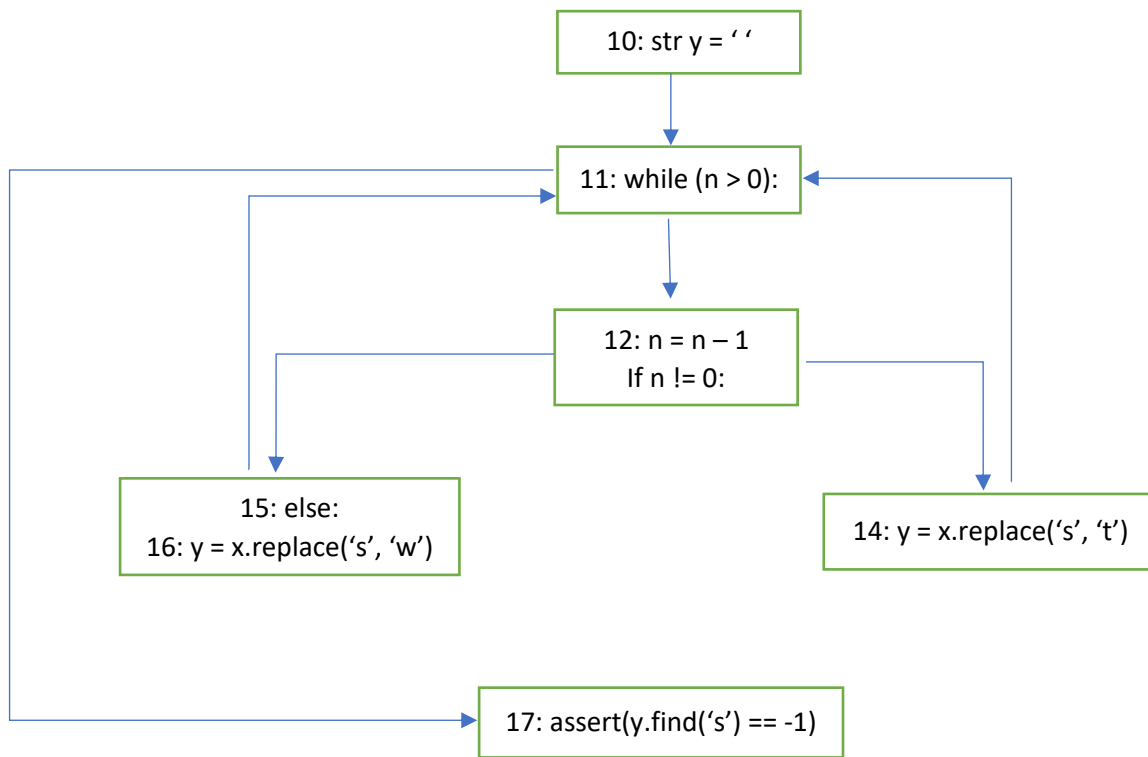 10: str y = ‘ ‘
11: while (n > 0):
12: n = n – 1
If n != 0:
15: else:
16: y = x.replace(‘s’, ‘w’)
14: y = x.replace(‘s’, ‘t’)
17: assert(y.find(‘s’) == -1)